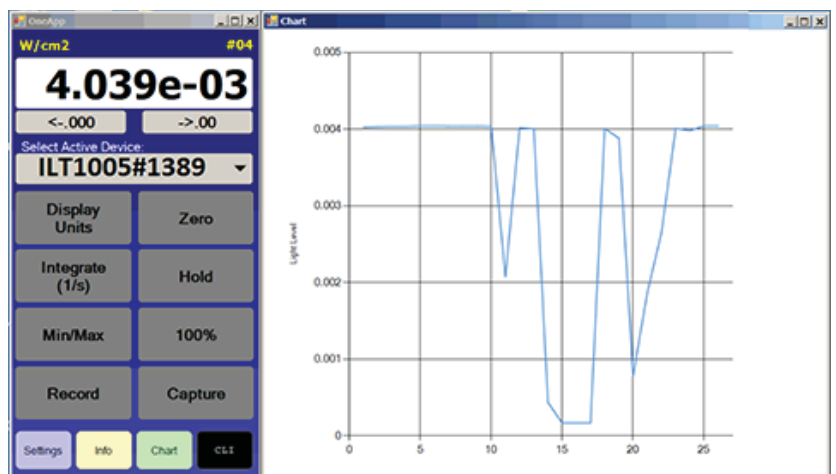 OneApp
W/cm2 #04
4.039e-03
<-.000 ->.00
Select Active Device:
ILT1005#1389
Display Units
Zero
Integrate (1/s)
Hold
Min/Max
100%
Record
Capture
Settings
Info
Chart
CLI
Chart
0.005
0.004
0.003
0.002
0.001
0
Light Level
0 5 10 15 20 25